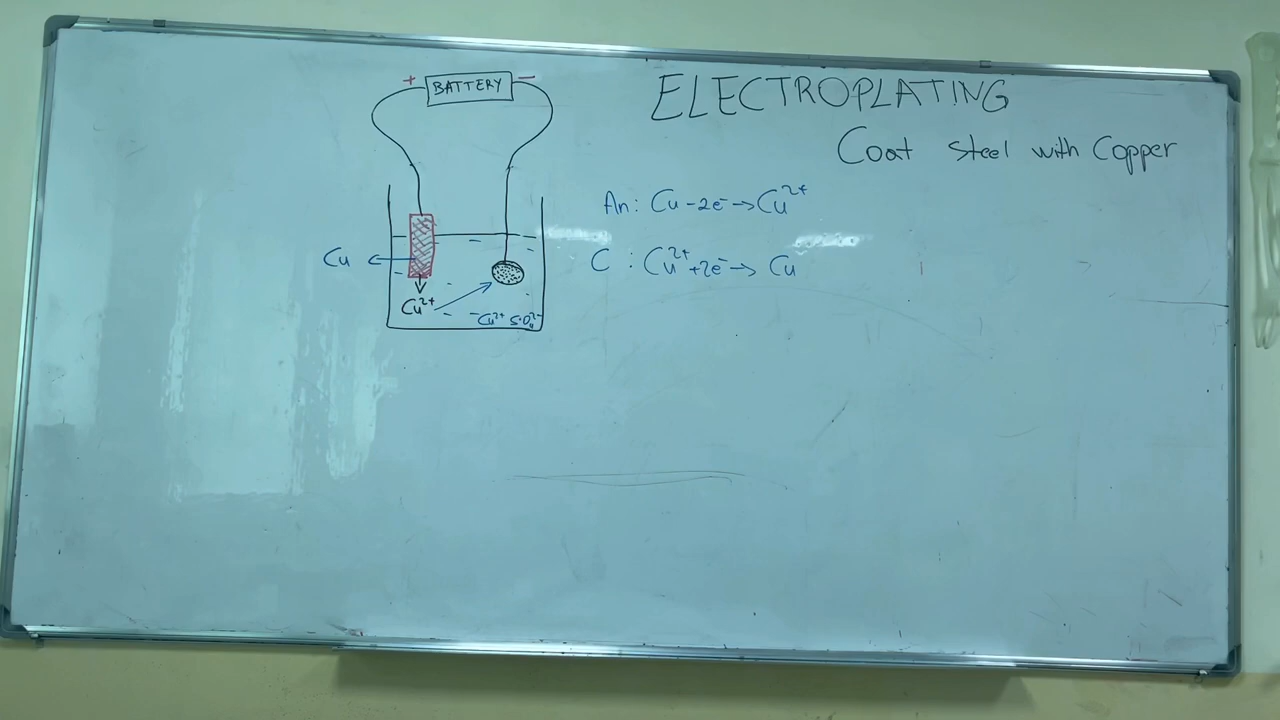 + BATTERY −
ELECTROPLATING
Coat steel with Copper
An: Cu - 2e⁻ → Cu²⁺
C : Cu²⁺ + 2e⁻ → Cu
Cu
Cu²⁺
Cu²⁺ SO₄²⁻